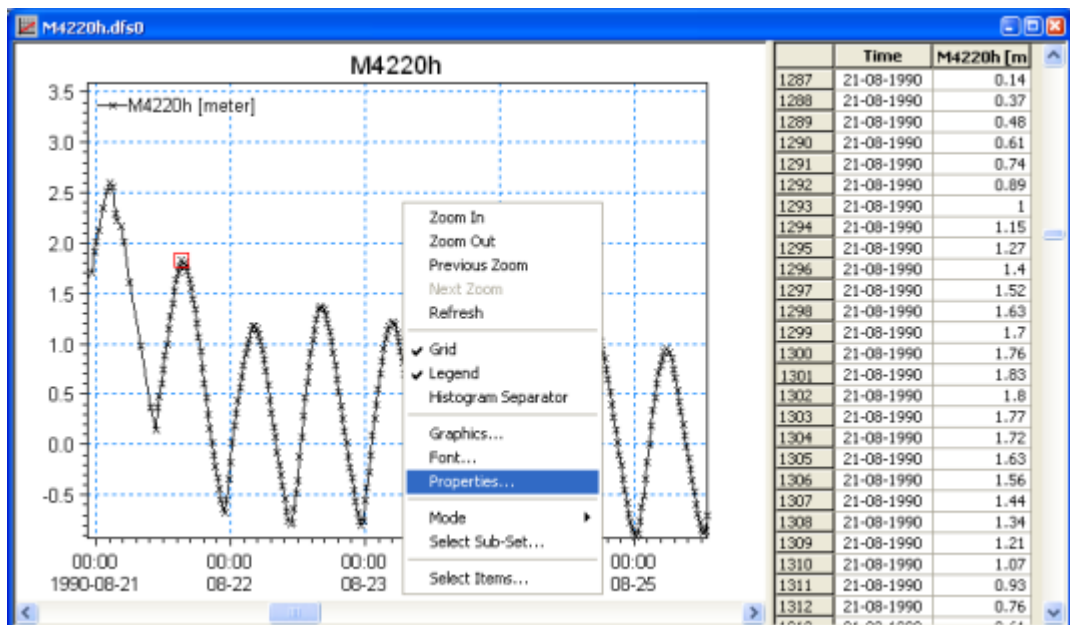 M4220h.dfs0
M4220h
M4220h [meter]
3.5
3.0
2.5
2.0
1.5
1.0
0.5
0.0
-0.5
00:00 00:00 00:00 00:00
1990-08-21 08-22 08-23 08-25
Zoom In
Zoom Out
Previous Zoom
Next Zoom
Refresh
Grid
Legend
Histogram Separator
Graphics...
Font...
Properties...
Mode
Select Sub-Set...
Select Items...
Time M4220h [m
1287 21-08-1990 0.14
1288 21-08-1990 0.37
1289 21-08-1990 0.48
1290 21-08-1990 0.61
1291 21-08-1990 0.74
1292 21-08-1990 0.89
1293 21-08-1990 1
1294 21-08-1990 1.15
1295 21-08-1990 1.27
1296 21-08-1990 1.4
1297 21-08-1990 1.52
1298 21-08-1990 1.63
1299 21-08-1990 1.7
1300 21-08-1990 1.76
1301 21-08-1990 1.83
1302 21-08-1990 1.8
1303 21-08-1990 1.77
1304 21-08-1990 1.72
1305 21-08-1990 1.63
1306 21-08-1990 1.56
1307 21-08-1990 1.44
1308 21-08-1990 1.34
1309 21-08-1990 1.21
1310 21-08-1990 1.07
1311 21-08-1990 0.93
1312 21-08-1990 0.76